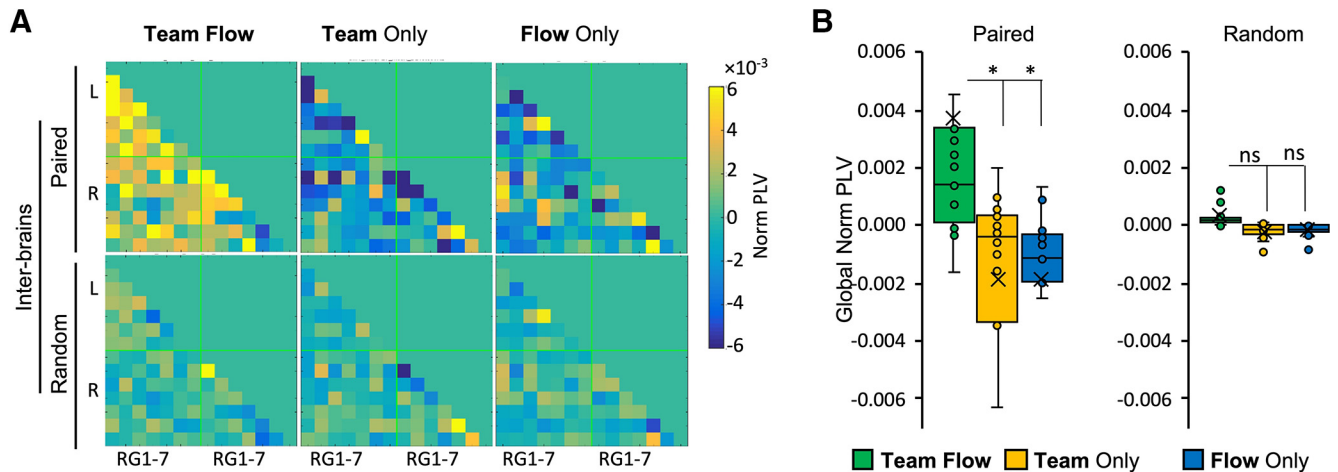 A
Team Flow
Team Only
Flow Only
Inter-brains
Paired
Random
L
R
L
R
RG1-7 RG1-7
RG1-7 RG1-7
RG1-7 RG1-7
×10-3
6
4
2
0
-2
-4
-6
Norm PLV
B
Paired
Random
Global Norm PLV
0.006
0.004
0.002
0.000
-0.002
-0.004
-0.006
* *
0.006
0.004
0.002
0.000
-0.002
-0.004
-0.006
ns ns
Team Flow
Team Only
Flow Only